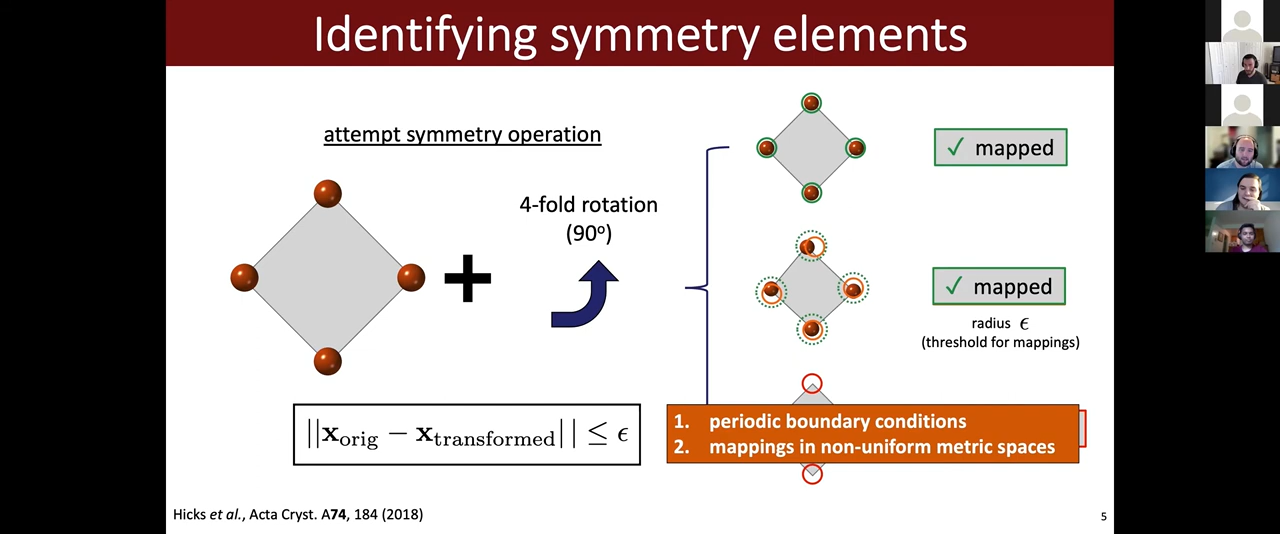 Identifying symmetry elements
attempt symmetry operation
4-fold rotation
(90º)
✓ mapped
✓ mapped
radius ϵ
(threshold for mappings)
||x_orig − x_transformed|| ≤ ϵ
1. periodic boundary conditions
2. mappings in non-uniform metric spaces
Hicks et al., Acta Cryst. A74, 184 (2018)
5